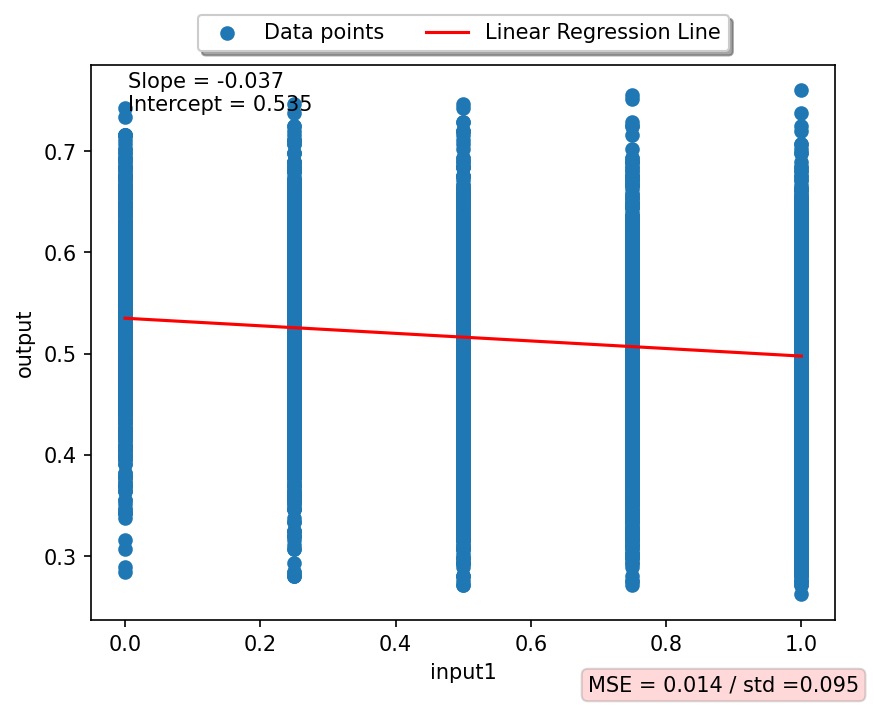 Data points Linear Regression Line
Slope = -0.037
Intercept = 0.535
0.7
0.6
0.5
0.4
0.3
output
0.0 0.2 0.4 0.6 0.8 1.0
input1
MSE = 0.014 / std =0.095